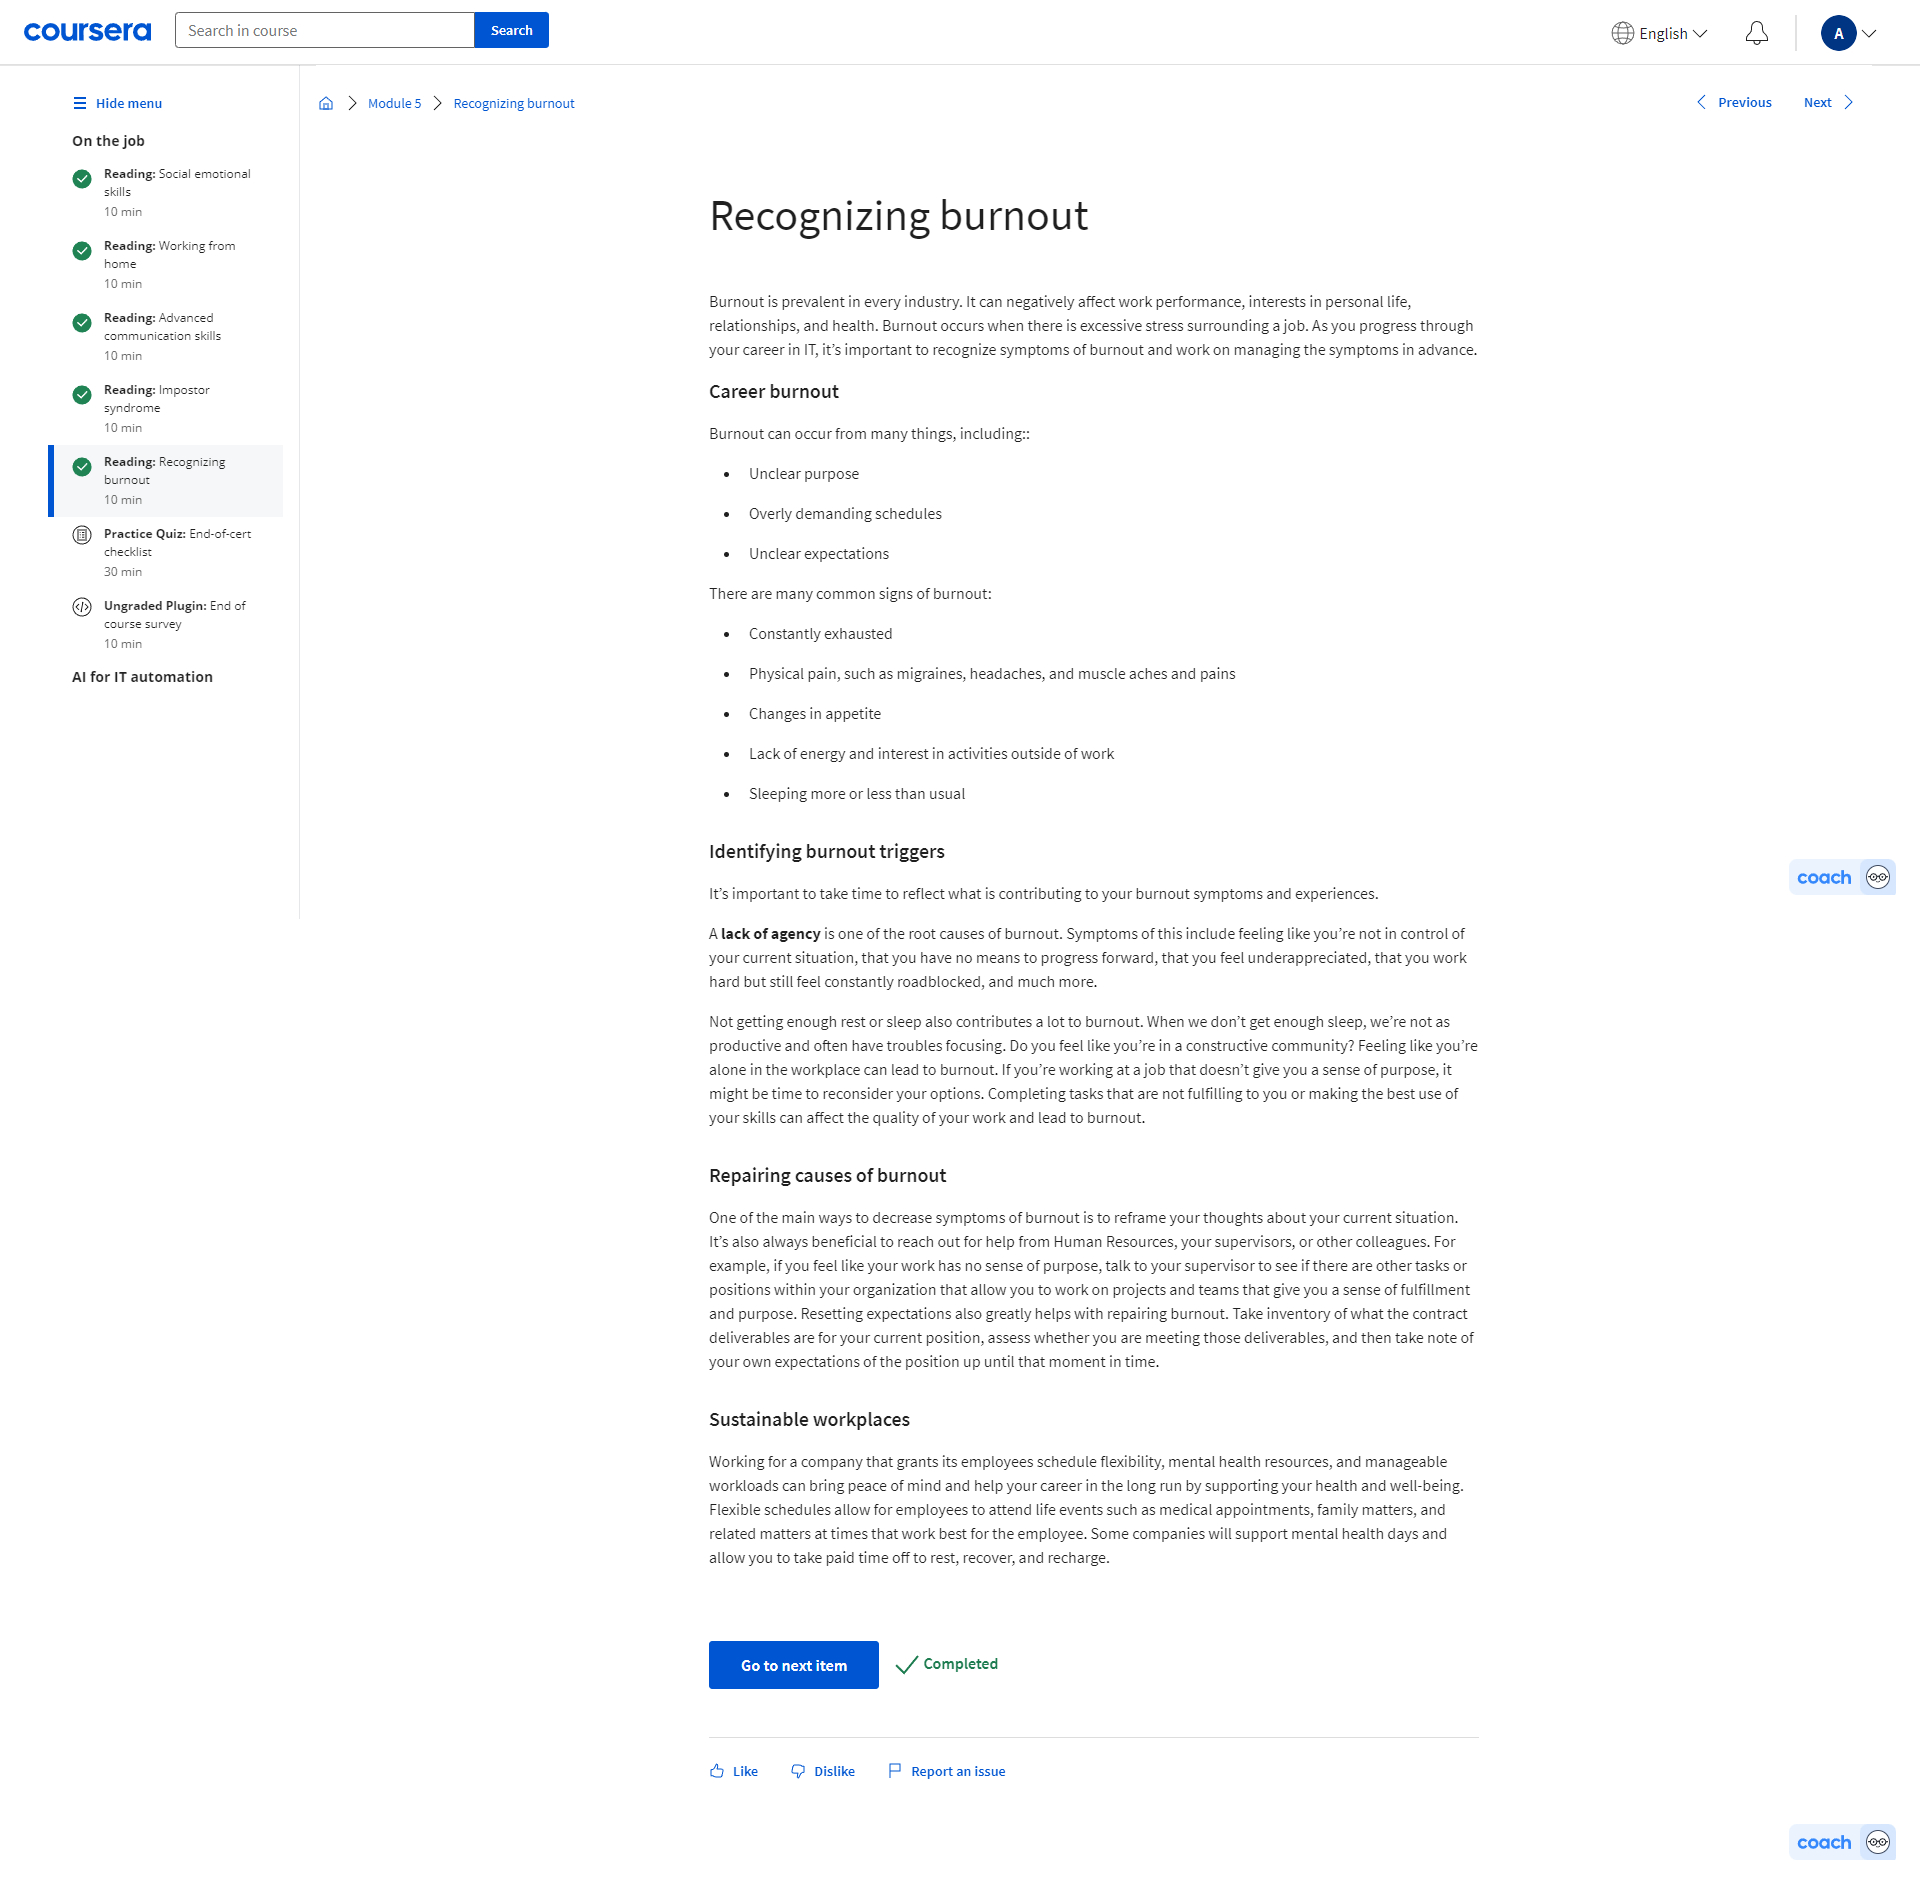 coursera
Search in course
Search
English
A
Hide menu
On the job
Reading: Social emotional
skills
10 min
Reading: Working from
home
10 min
Reading: Advanced
communication skills
10 min
Reading: Impostor
syndrome
10 min
Reading: Recognizing
burnout
10 min
Practice Quiz: End-of-cert
checklist
30 min
Ungraded Plugin: End of
course survey
10 min
AI for IT automation
Module 5
Recognizing burnout
Previous
Next
Recognizing burnout
Burnout is prevalent in every industry. It can negatively affect work performance, interests in personal life,
relationships, and health. Burnout occurs when there is excessive stress surrounding a job. As you progress through
your career in IT, it’s important to recognize symptoms of burnout and work on managing the symptoms in advance.
Career burnout
Burnout can occur from many things, including::
• Unclear purpose
• Overly demanding schedules
• Unclear expectations
There are many common signs of burnout:
• Constantly exhausted
• Physical pain, such as migraines, headaches, and muscle aches and pains
• Changes in appetite
• Lack of energy and interest in activities outside of work
• Sleeping more or less than usual
Identifying burnout triggers
It’s important to take time to reflect what is contributing to your burnout symptoms and experiences.
A lack of agency is one of the root causes of burnout. Symptoms of this include feeling like you’re not in control of
your current situation, that you have no means to progress forward, that you feel underappreciated, that you work
hard but still feel constantly roadblocked, and much more.
Not getting enough rest or sleep also contributes a lot to burnout. When we don’t get enough sleep, we’re not as
productive and often have troubles focusing. Do you feel like you’re in a constructive community? Feeling like you’re
alone in the workplace can lead to burnout. If you’re working at a job that doesn’t give you a sense of purpose, it
might be time to reconsider your options. Completing tasks that are not fulfilling to you or making the best use of
your skills can affect the quality of your work and lead to burnout.
Repairing causes of burnout
One of the main ways to decrease symptoms of burnout is to reframe your thoughts about your current situation.
It’s also always beneficial to reach out for help from Human Resources, your supervisors, or other colleagues. For
example, if you feel like your work has no sense of purpose, talk to your supervisor to see if there are other tasks or
positions within your organization that allow you to work on projects and teams that give you a sense of fulfillment
and purpose. Resetting expectations also greatly helps with repairing burnout. Take inventory of what the contract
deliverables are for your current position, assess whether you are meeting those deliverables, and then take note of
your own expectations of the position up until that moment in time.
Sustainable workplaces
Working for a company that grants its employees schedule flexibility, mental health resources, and manageable
workloads can bring peace of mind and help your career in the long run by supporting your health and well-being.
Flexible schedules allow for employees to attend life events such as medical appointments, family matters, and
related matters at times that work best for the employee. Some companies will support mental health days and
allow you to take paid time off to rest, recover, and recharge.
Go to next item
Completed
Like
Dislike
Report an issue
coach
coach